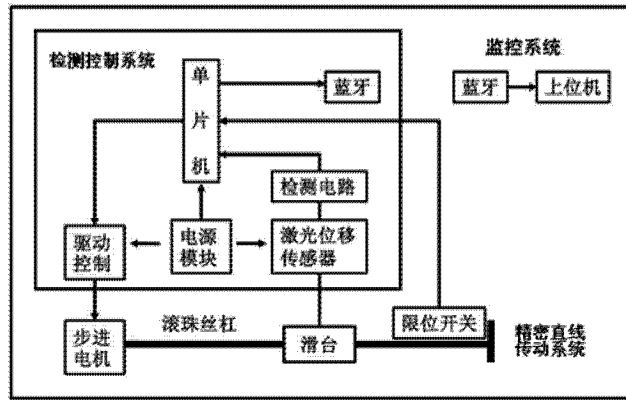 检测控制系统
监控系统
单
片
机
蓝牙
蓝牙
上位机
检测电路
驱动
控制
电源
模块
激光位移
传感器
步进
电机
滚珠丝杠
滑台
限位开关
精密直线
传动系统